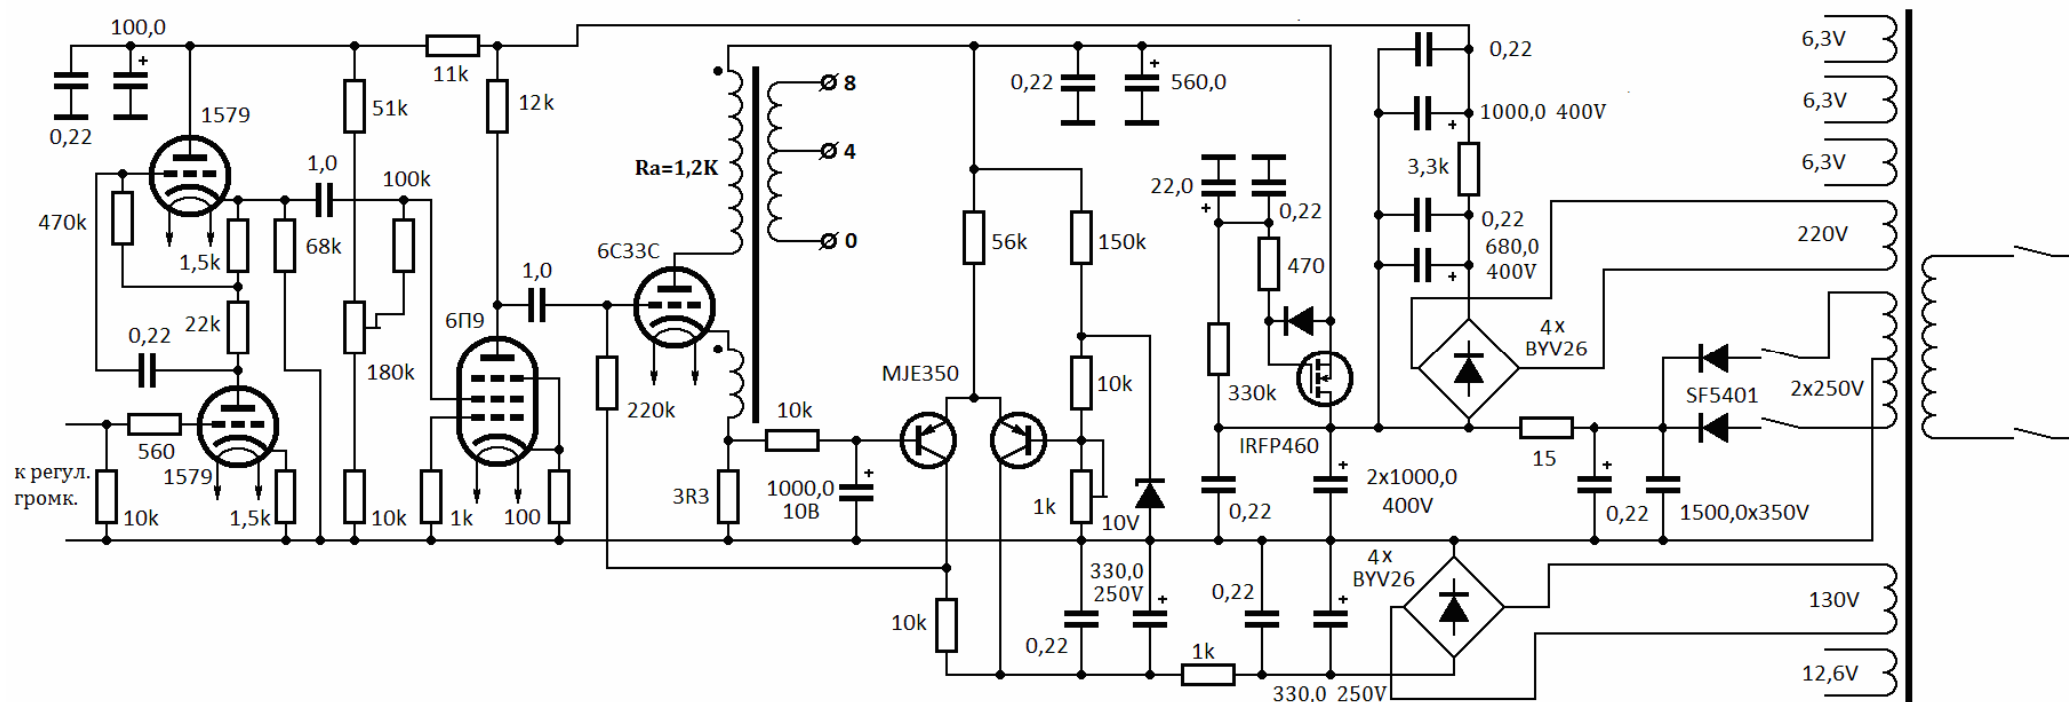 100,0
0,22
1579
470k
1,5k
22k
0,22
560
1579
к регул.
громк.
10k
1,5k
68k
1,0
51k
100k
180k
10k
11k
12k
6П9
1k
100
1,0
220k
6С33С
Ra=1,2K
8
4
0
3R3
10k
1000,0
10В
MJE350
10k
56k
150k
10k
1k
10V
0,22
560,0
22,0
0,22
470
330k
IRFP460
0,22
2x1000,0
400V
0,22
1000,0 400V
3,3k
0,22
680,0
400V
4x
BYV26
15
0,22
1500,0x350V
SF5401
2x250V
220V
6,3V
6,3V
6,3V
330,0
250V
0,22
1k
0,22
330,0 250V
4x
BYV26
130V
12,6V